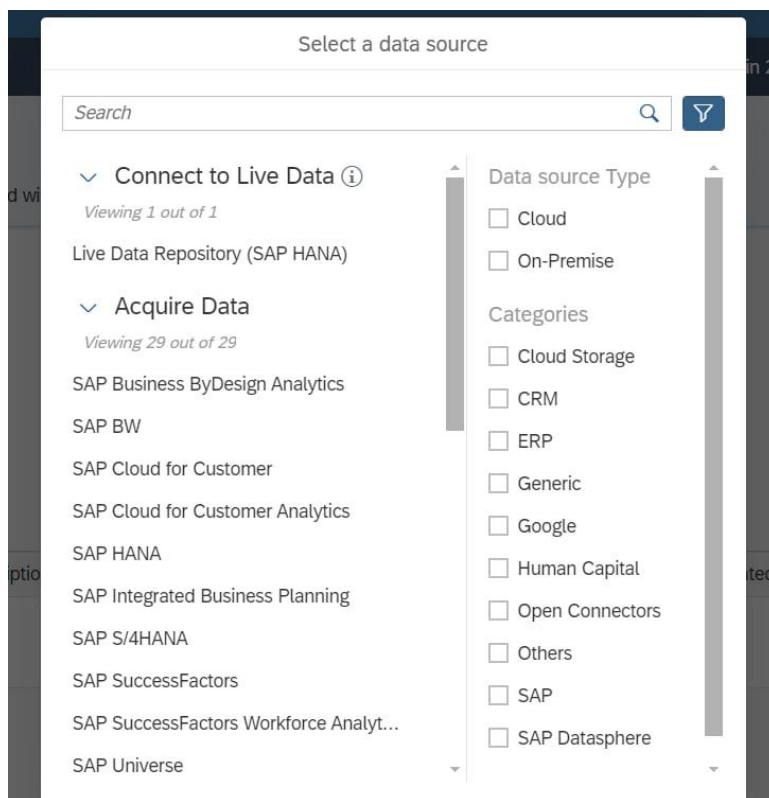 Select a data source
in 2
Search
d wi
Connect to Live Data i
Viewing 1 out of 1
Live Data Repository (SAP HANA)
Acquire Data
Viewing 29 out of 29
SAP Business ByDesign Analytics
SAP BW
SAP Cloud for Customer
SAP Cloud for Customer Analytics
SAP HANA
iptio
SAP Integrated Business Planning
SAP S/4HANA
SAP SuccessFactors
SAP SuccessFactors Workforce Analyt...
SAP Universe
Data source Type
Cloud
On-Premise
Categories
Cloud Storage
CRM
ERP
Generic
Google
Human Capital
Open Connectors
Others
SAP
SAP Datasphere